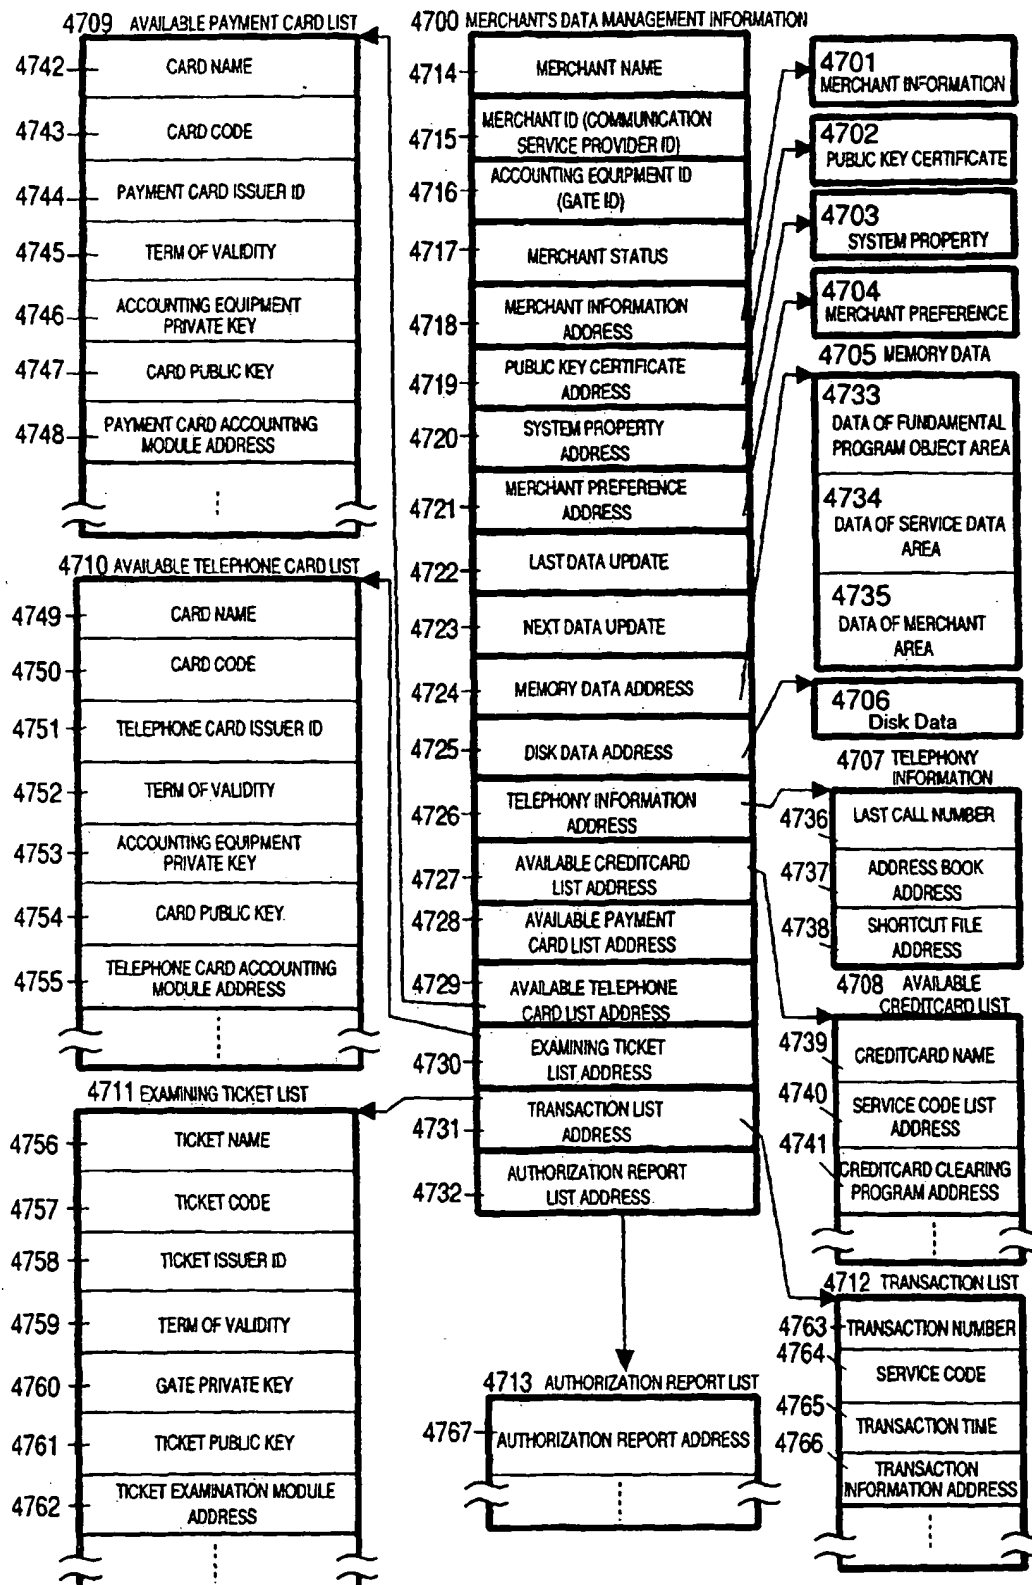 4709 AVAILABLE PAYMENT CARD LIST
4742
CARD NAME
4743
CARD CODE
4744
PAYMENT CARD ISSUER ID
4745
TERM OF VALIDITY
4746
ACCOUNTING EQUIPMENT
PRIVATE KEY
4747
CARD PUBLIC KEY
4748
PAYMENT CARD ACCOUNTING
MODULE ADDRESS
4710 AVAILABLE TELEPHONE CARD LIST
4749
CARD NAME
4750
CARD CODE
4751
TELEPHONE CARD ISSUER ID
4752
TERM OF VALIDITY
4753
ACCOUNTING EQUIPMENT
PRIVATE KEY
4754
CARD PUBLIC KEY
4755
TELEPHONE CARD ACCOUNTING
MODULE ADDRESS
4711 EXAMINING TICKET LIST
4756
TICKET NAME
4757
TICKET CODE
4758
TICKET ISSUER ID
4759
TERM OF VALIDITY
4760
GATE PRIVATE KEY
4761
TICKET PUBLIC KEY
4762
TICKET EXAMINATION MODULE
ADDRESS
4700 MERCHANT'S DATA MANAGEMENT INFORMATION
4714
MERCHANT NAME
4715
MERCHANT ID (COMMUNICATION
SERVICE PROVIDER ID)
4716
ACCOUNTING EQUIPMENT ID
(GATE ID)
4717
MERCHANT STATUS
4718
MERCHANT INFORMATION
ADDRESS
4719
PUBLIC KEY CERTIFICATE
ADDRESS
4720
SYSTEM PROPERTY
ADDRESS
4721
MERCHANT PREFERENCE
ADDRESS
4722
LAST DATA UPDATE
4723
NEXT DATA UPDATE
4724
MEMORY DATA ADDRESS
4725
DISK DATA ADDRESS
4726
TELEPHONY INFORMATION
ADDRESS
4727
AVAILABLE CREDITCARD
LIST ADDRESS
4728
AVAILABLE PAYMENT
CARD LIST ADDRESS
4729
AVAILABLE TELEPHONE
CARD LIST ADDRESS
4730
EXAMINING TICKET
LIST ADDRESS
4731
TRANSACTION LIST
ADDRESS
4732
AUTHORIZATION REPORT
LIST ADDRESS
4713 AUTHORIZATION REPORT LIST
4767
AUTHORIZATION REPORT ADDRESS
4701
MERCHANT INFORMATION
4702
PUBLIC KEY CERTIFICATE
4703
SYSTEM PROPERTY
4704
MERCHANT PREFERENCE
4705 MEMORY DATA
4733
DATA OF FUNDAMENTAL
PROGRAM OBJECT AREA
4734
DATA OF SERVICE DATA
AREA
4735
DATA OF MERCHANT
AREA
4706
Disk Data
4707 TELEPHONY
INFORMATION
4736
LAST CALL NUMBER
4737
ADDRESS BOOK
ADDRESS
4738
SHORTCUT FILE
ADDRESS
4708 AVAILABLE
CREDITCARD LIST
4739
CREDITCARD NAME
4740
SERVICE CODE LIST
ADDRESS
4741
CREDITCARD CLEARING
PROGRAM ADDRESS
4712 TRANSACTION LIST
4763
TRANSACTION NUMBER
4764
SERVICE CODE
4765
TRANSACTION TIME
4766
TRANSACTION
INFORMATION ADDRESS